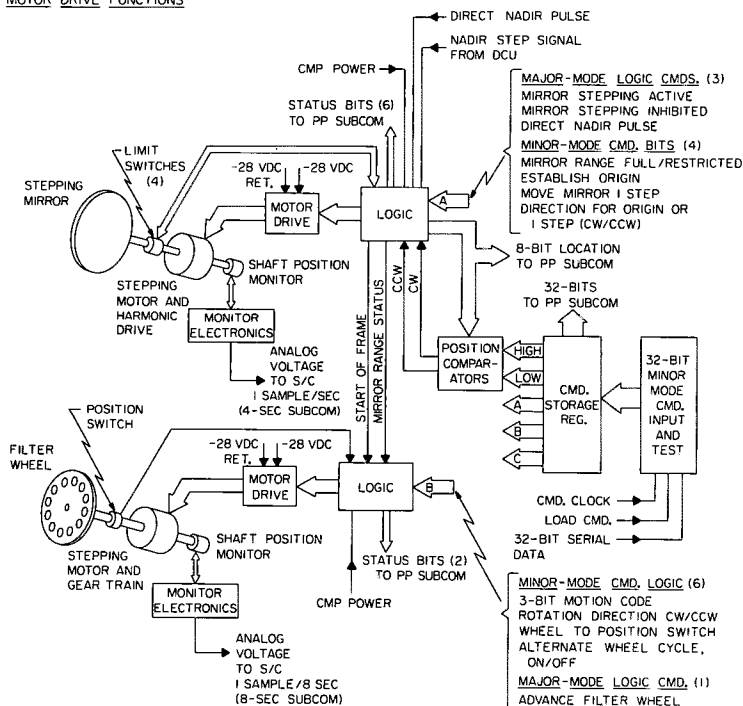 MOTOR DRIVE FUNCTIONS
DIRECT NADIR PULSE
NADIR STEP SIGNAL
FROM DCU
CMP POWER
STATUS BITS (6)
TO PP SUBCOM
MAJOR-MODE LOGIC CMDS. (3)
MIRROR STEPPING ACTIVE
MIRROR STEPPING INHIBITED
DIRECT NADIR PULSE
MINOR-MODE CMD. BITS (4)
MIRROR RANGE FULL/RESTRICTED
ESTABLISH ORIGIN
MOVE MIRROR 1 STEP
DIRECTION FOR ORIGIN OR
1 STEP (CW/CCW)
LIMIT
SWITCHES (4)
STEPPING
MIRROR
-28 VDC
RET.
-28 VDC
MOTOR
DRIVE
LOGIC
A
SHAFT POSITION
MONITOR
STEPPING
MOTOR AND
HARMONIC
DRIVE
MONITOR
ELECTRONICS
ANALOG
VOLTAGE
TO S/C
1 SAMPLE/SEC
(4-SEC SUBCOM)
START OF FRAME
MIRROR RANGE STATUS
CCW
CW
8-BIT LOCATION
TO PP SUBCOM
32-BITS
TO PP SUBCOM
POSITION
COMPAR-
ATORS
HIGH
LOW
A
B
C
CMD.
STORAGE
REG.
32-BIT
MINOR
MODE
CMD.
INPUT
AND
TEST
CMD. CLOCK
LOAD CMD.
32-BIT SERIAL
DATA
POSITION
SWITCH
FILTER
WHEEL
-28 VDC
RET.
-28 VDC
MOTOR
DRIVE
LOGIC
B
STEPPING
MOTOR AND
GEAR TRAIN
SHAFT POSITION
MONITOR
MONITOR
ELECTRONICS
STATUS BITS (2)
TO PP SUBCOM
CMP POWER
ANALOG
VOLTAGE
TO S/C
1 SAMPLE/8 SEC
(8-SEC SUBCOM)
MINOR-MODE CMD. LOGIC (6)
3-BIT MOTION CODE
ROTATION DIRECTION CW/CCW
WHEEL TO POSITION SWITCH
ALTERNATE WHEEL CYCLE,
ON/OFF
MAJOR-MODE LOGIC CMD. (1)
ADVANCE FILTER WHEEL